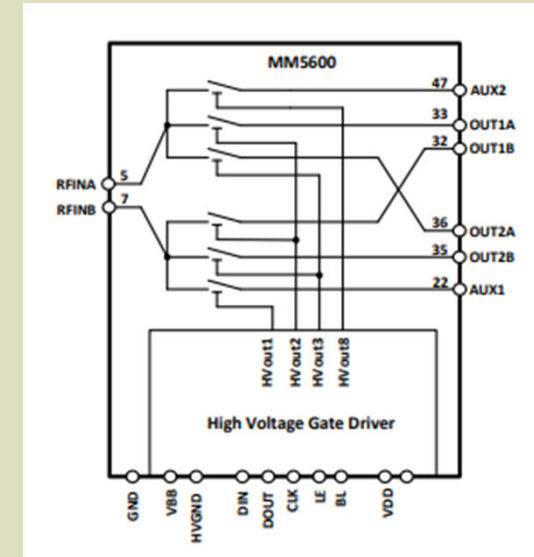 MM5600
47 AUX2
33 OUT1A
32 OUT1B
RFINA 5
RFINB 7
36 OUT2A
35 OUT2B
22 AUX1
HVout1
HVout2
HVout3
HVout8
High Voltage Gate Driver
GND
VBB
HVGND
DIN
DOUT
CLK
LE
BL
VDD